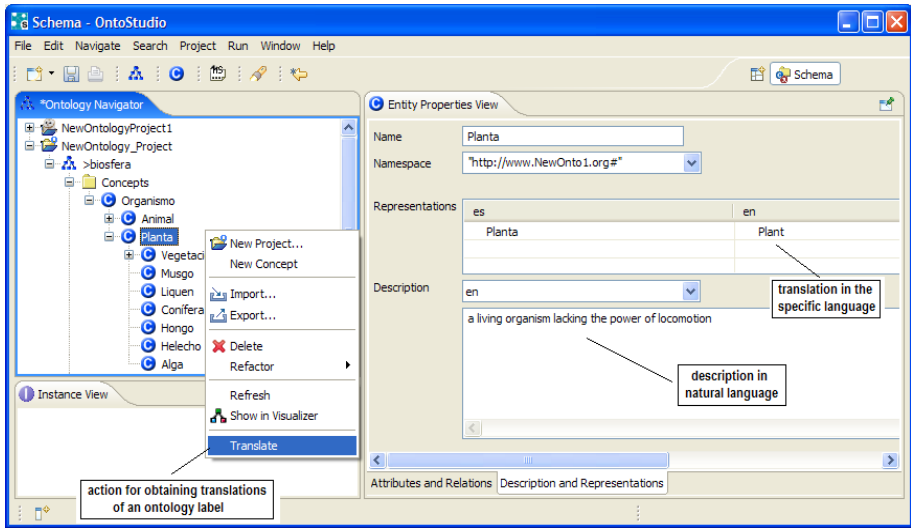 Schema - OntoStudio
File Edit Navigate Search Project Run Window Help
Schema
*Ontology Navigator
NewOntologyProject1
NewOntology_Project
>biosfera
Concepts
Organismo
Animal
Planta
Vegetaci
Musgo
Liquen
Conífera
Hongo
Helecho
Alga
New Project...
New Concept
Import...
Export...
Delete
Refactor
Refresh
Show in Visualizer
Translate
Instance View
action for obtaining translations
of an ontology label
Entity Properties View
Name Planta
Namespace "http://www.NewOnto1.org#"
Representations es en
Planta Plant
translation in the
specific language
Description en
a living organism lacking the power of locomotion
description in
natural language
Attributes and Relations Description and Representations